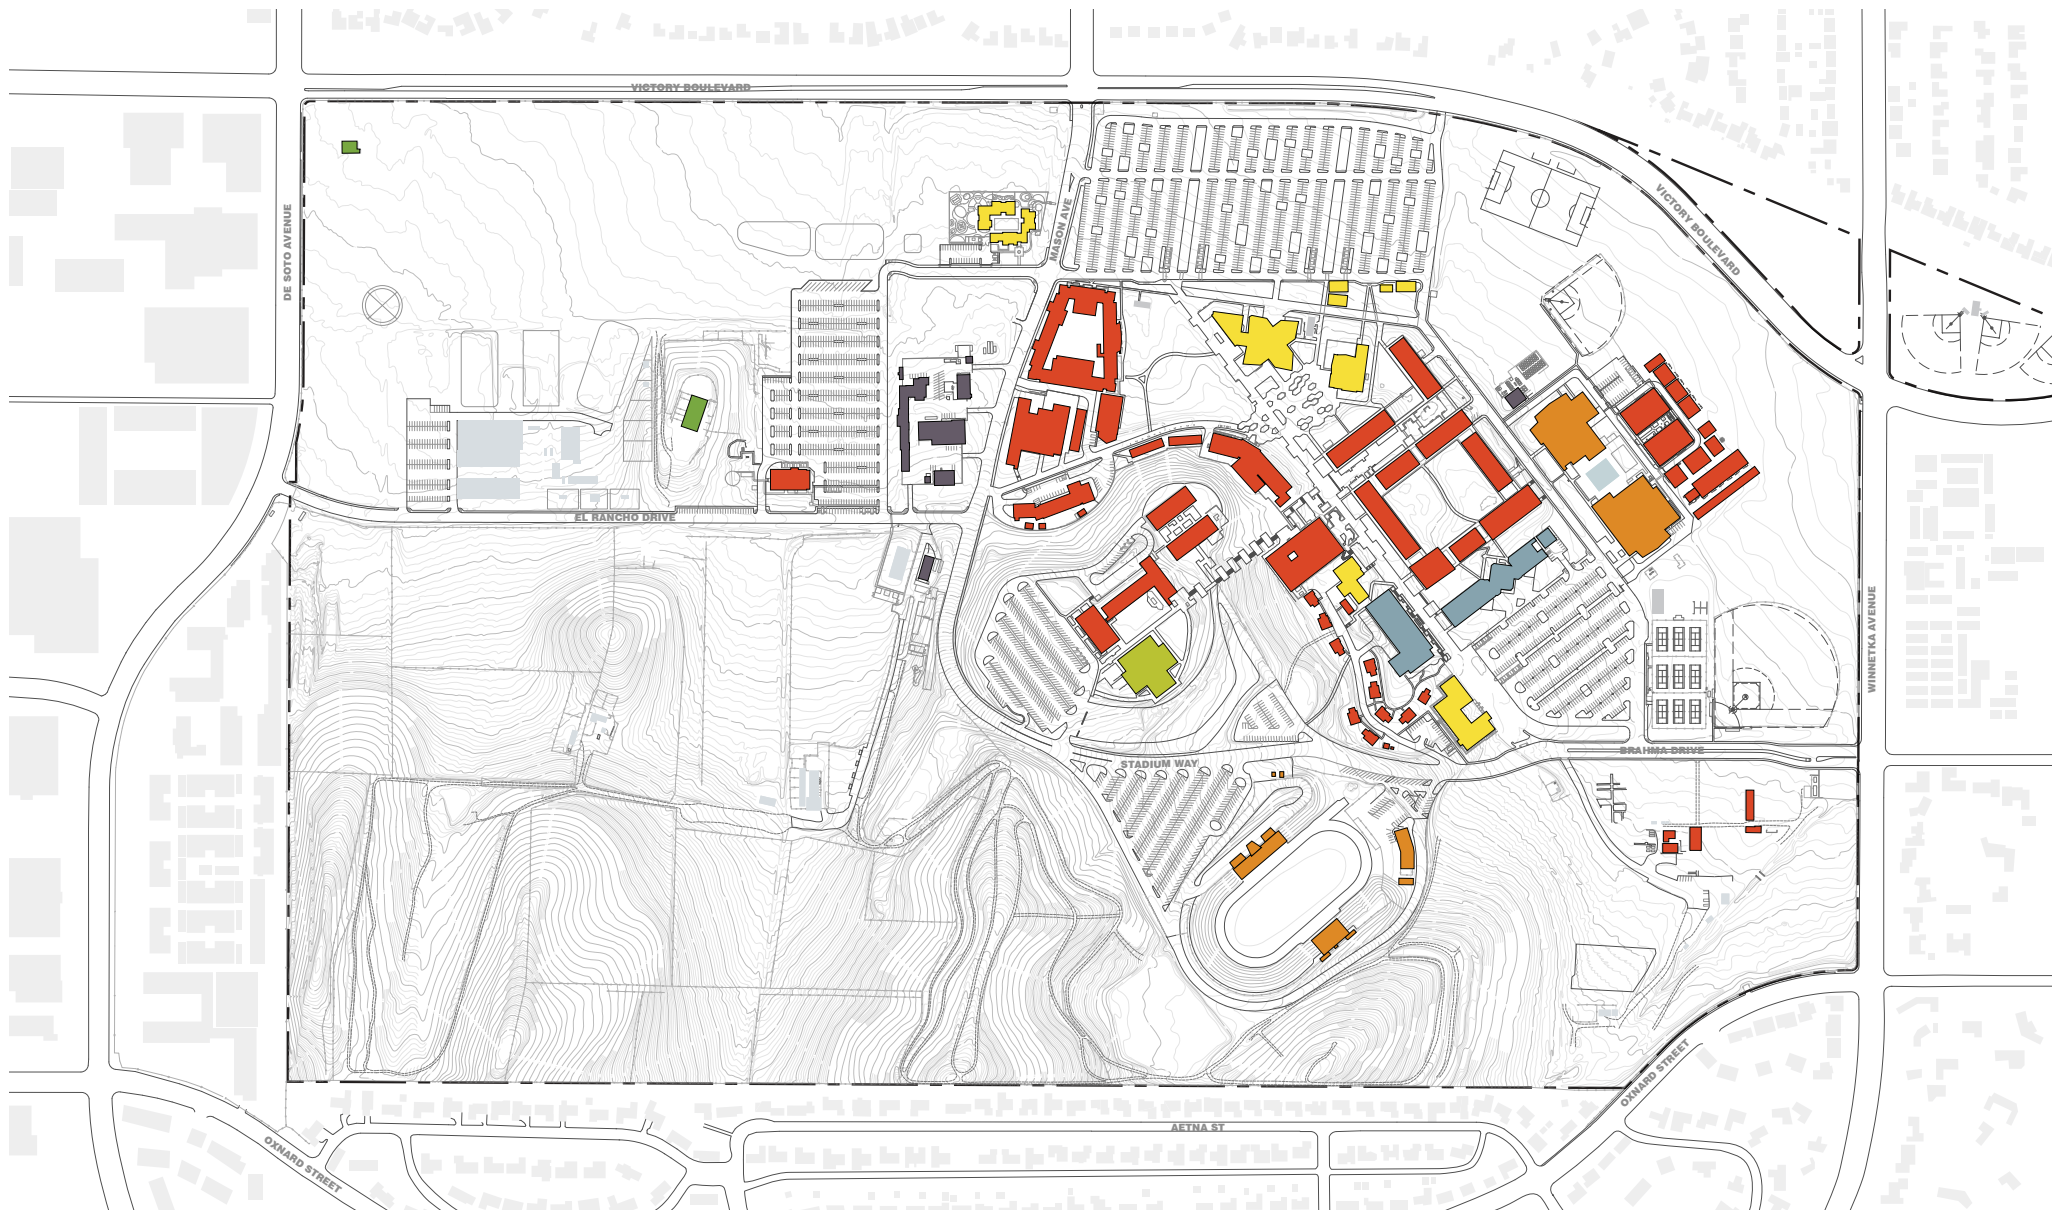 VICTORY BOULEVARD
DE SOTO AVENUE
MASON AVE
VICTORY BOULEVARD
EL RANCHO DRIVE
WINNETKA AVENUE
BRAHMA DRIVE
STADIUM WAY
OXNARD STREET
AETNA ST
OXNARD STREET